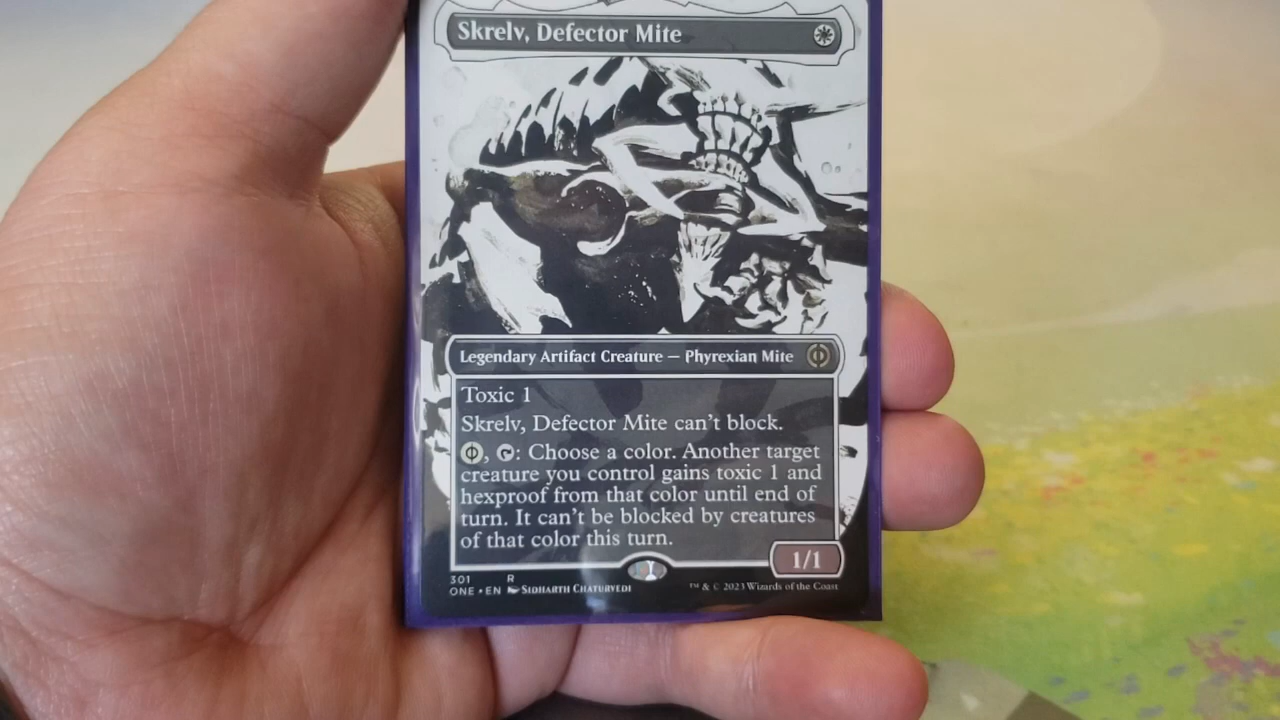 Skrelv, Defector Mite
Legendary Artifact Creature — Phyrexian Mite
Toxic 1
Skrelv, Defector Mite can't block.
, : Choose a color. Another target
creature you control gains toxic 1 and
hexproof from that color until end of
turn. It can't be blocked by creatures
of that color this turn.
1/1
301 R
ONE • EN Sidharth Chaturvedi
™ & © 2023 Wizards of the Coast